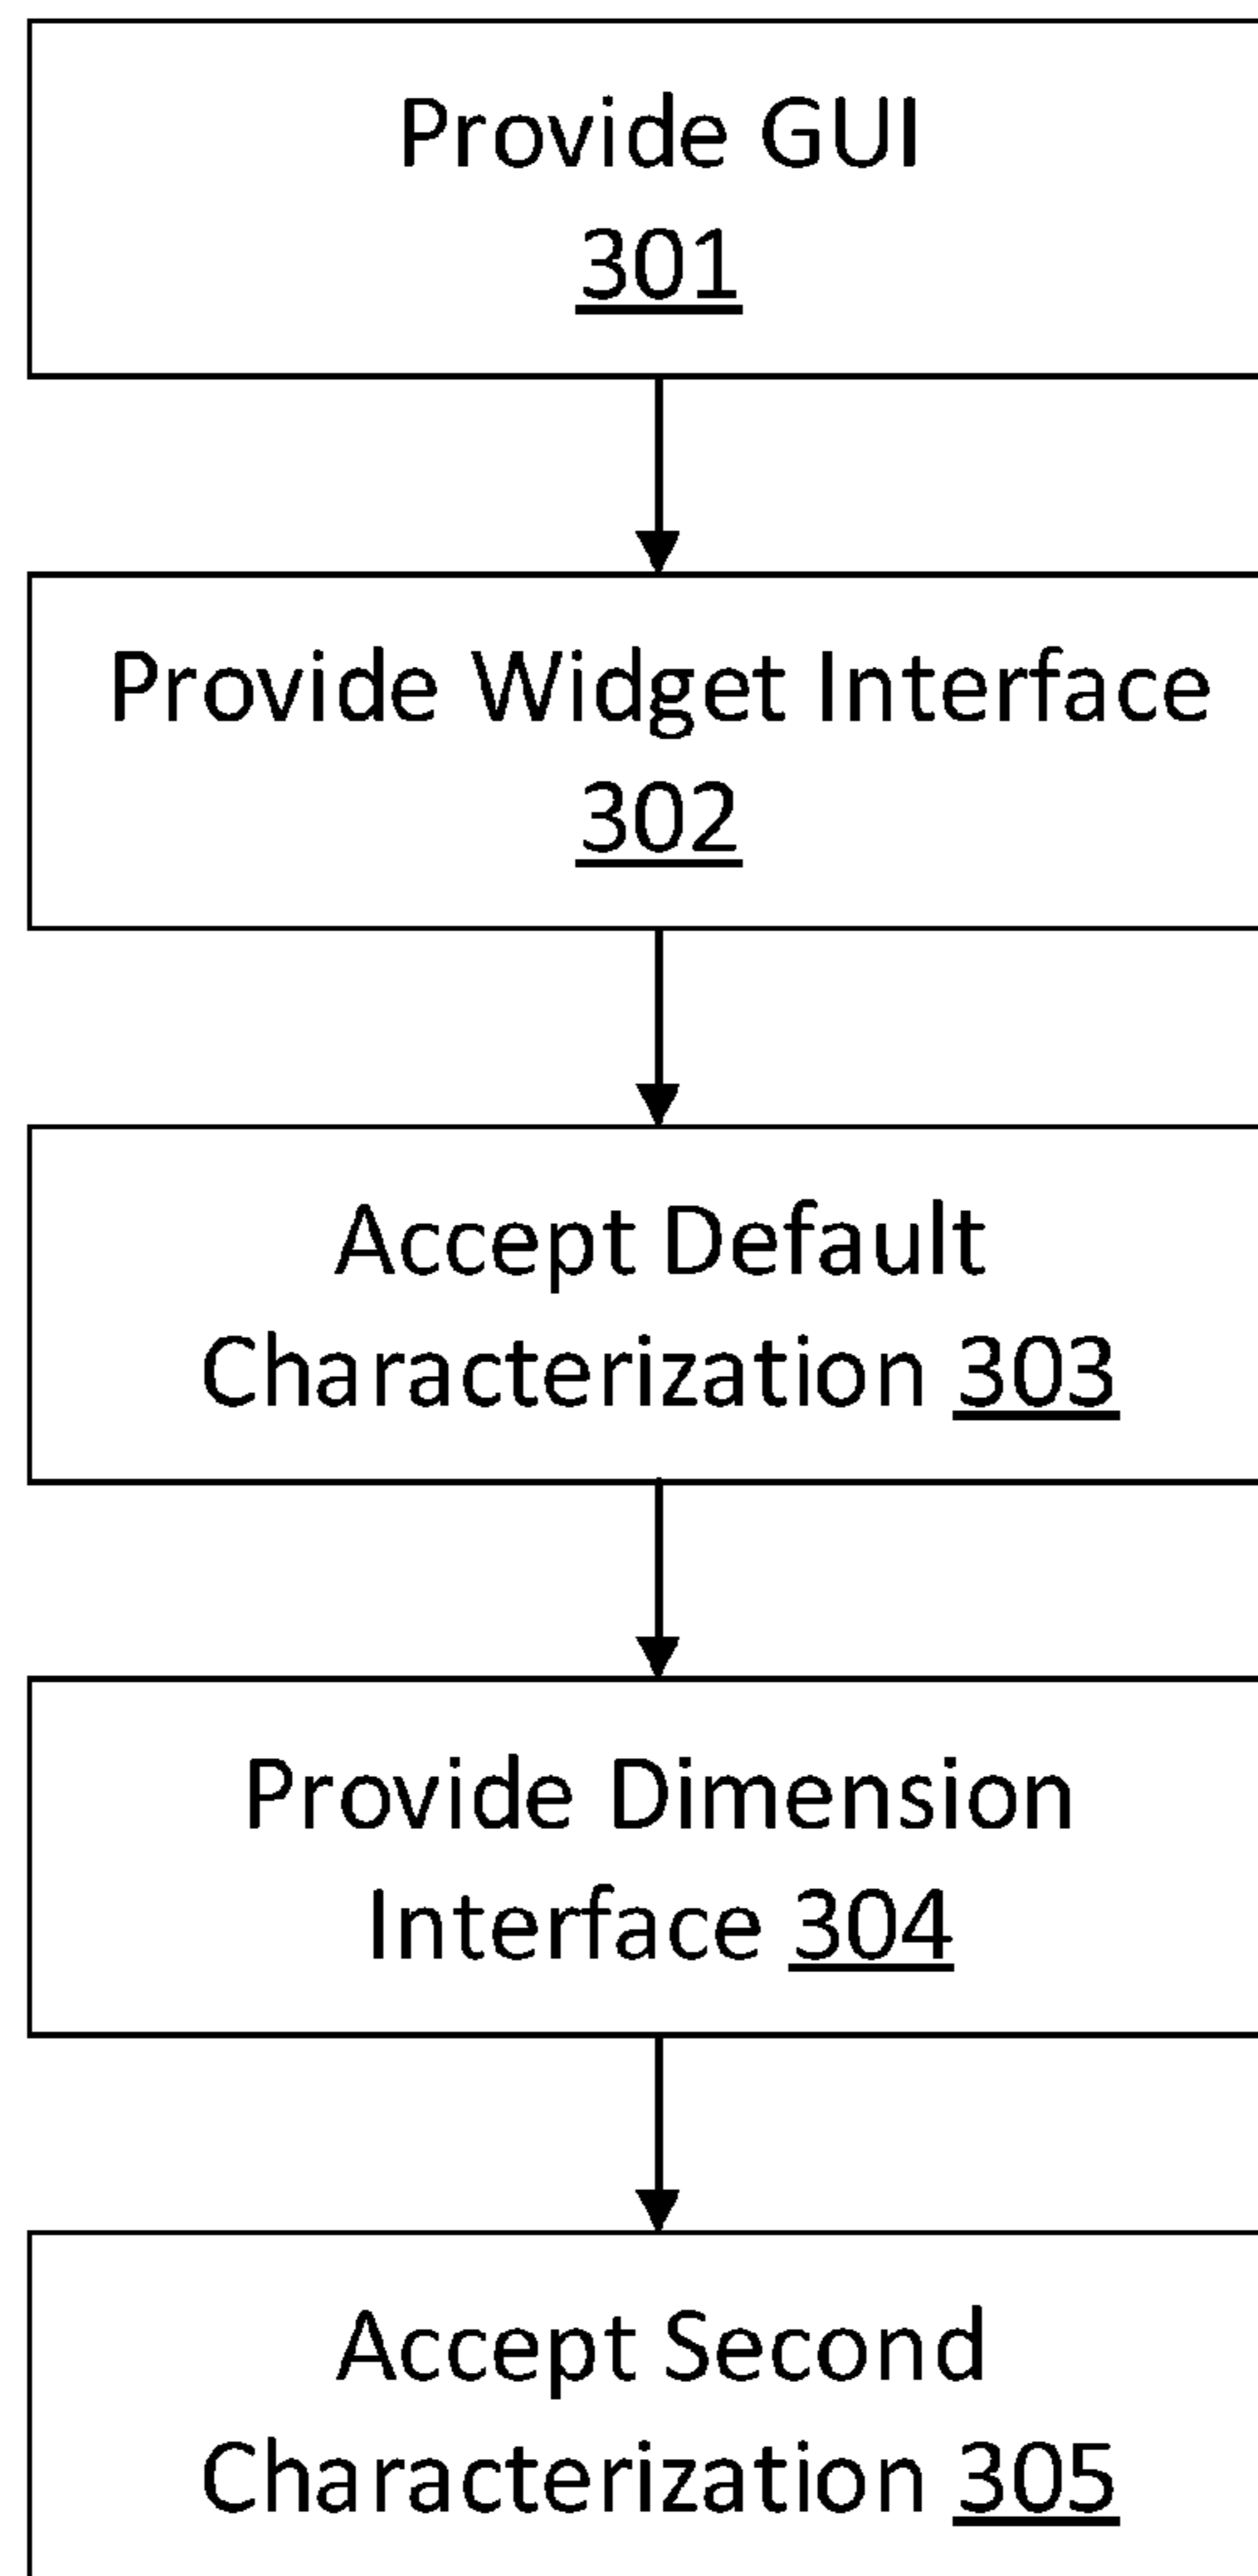 Provide GUI
301
Provide Widget Interface
302
Accept Default
Characterization 303
Provide Dimension
Interface 304
Accept Second
Characterization 305